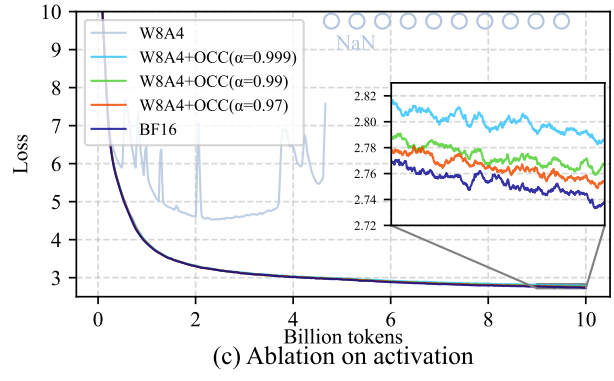 10
9
8
7
6
5
4
3
Loss
W8A4
W8A4+OCC(α=0.999)
W8A4+OCC(α=0.99)
W8A4+OCC(α=0.97)
BF16
NaN
2.82
2.80
2.78
2.76
2.74
2.72
0 2 4 6 8 10
Billion tokens
(c) Ablation on activation